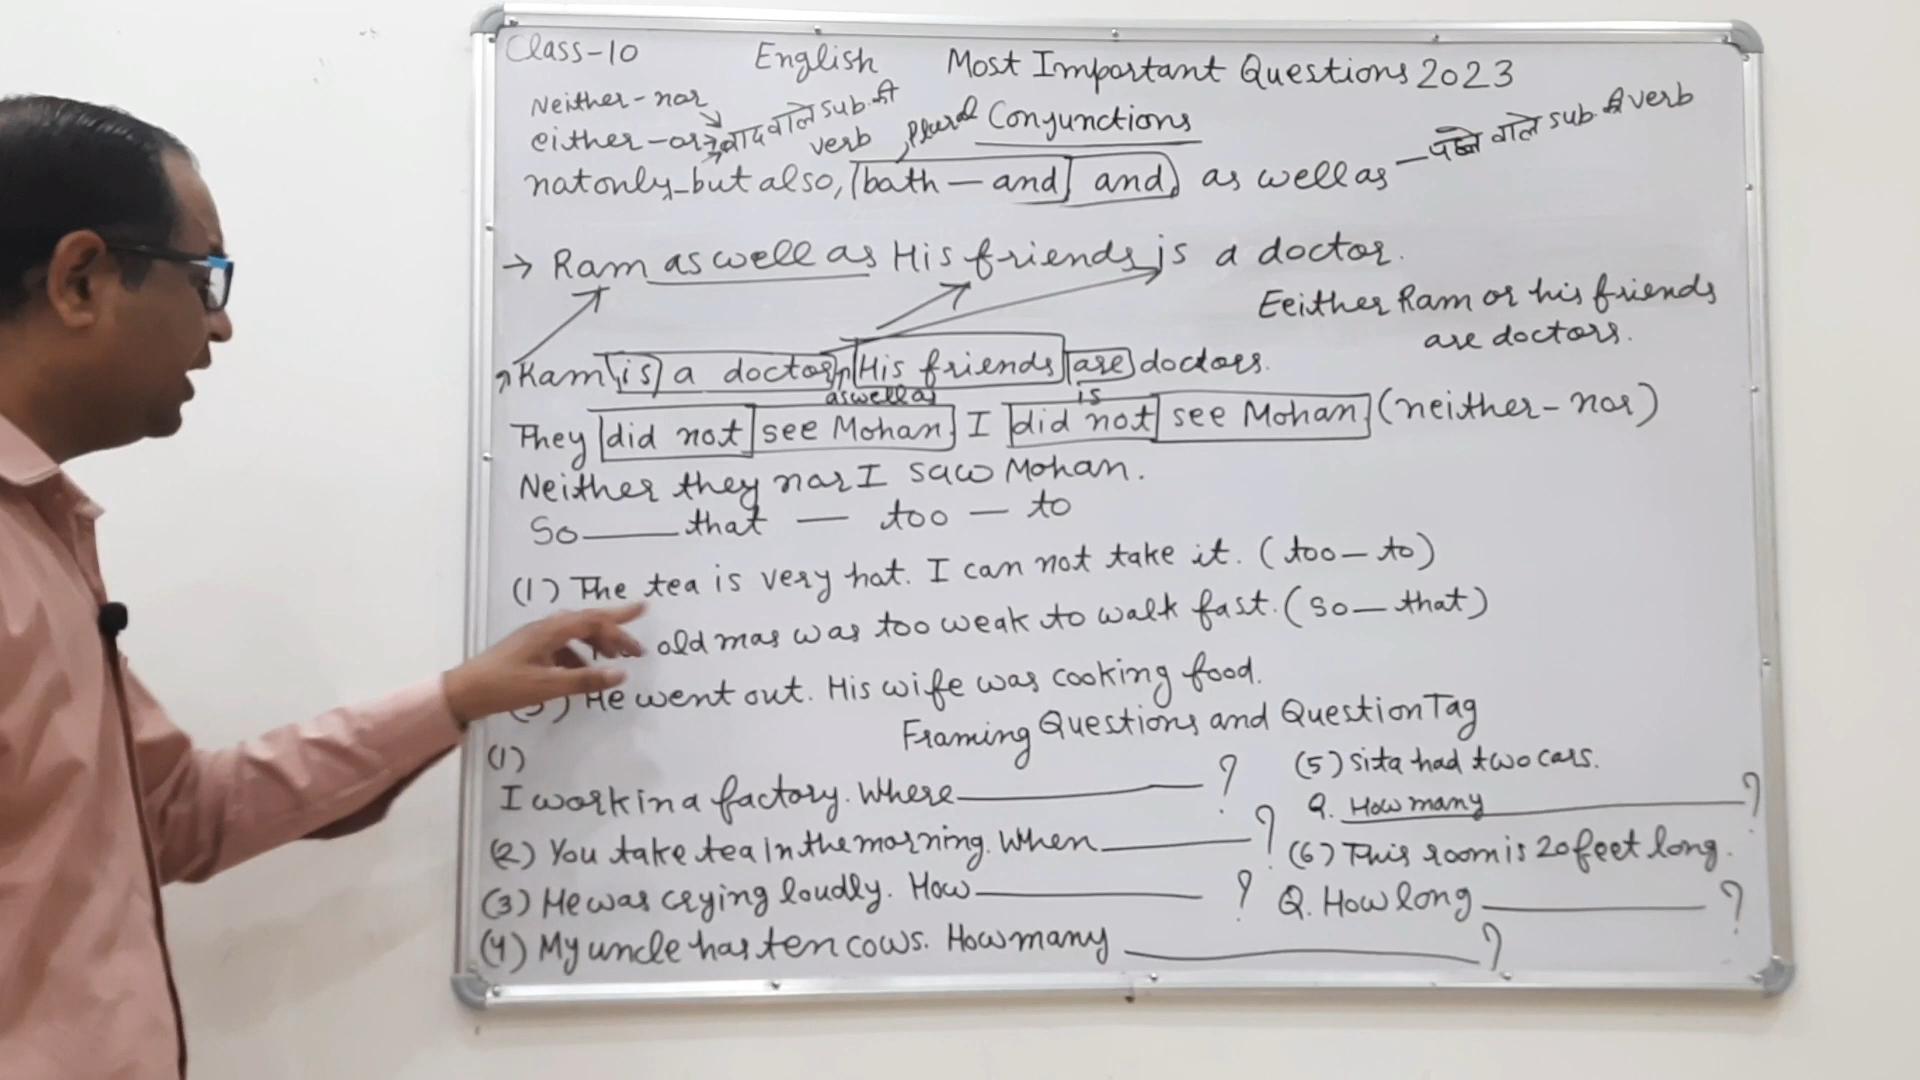 Class-10 English Most Important Questions 2023
Neither-nor
either-or → बाद वाले sub. की verb
plural Conjunctions
not only-but also, both — and and as well as — पहले वाले sub. की verb
→ Ram as well as His friends is a doctor.
Eeither Ram or his friends
are doctors.
Ram is a doctor, His friends are doctors.
as well as is
They did not see Mohan I did not see Mohan (neither-nor)
Neither they nor I saw Mohan.
So——that — too — to
(1) The tea is very hot. I can not take it. (too — to)
old mas was too weak to walk fast. (So — that)
He went out. His wife was cooking food.
Framing Questions and Question Tag
(1)
I work in a factory. Where——?
(2) You take tea in the morning. When——?
(3) He was crying loudly. How——?
(4) My uncle has ten cows. How many——?
(5) Sita had two cars.
Q. How many——?
(6) This room is 20 feet long.
Q. How long——?